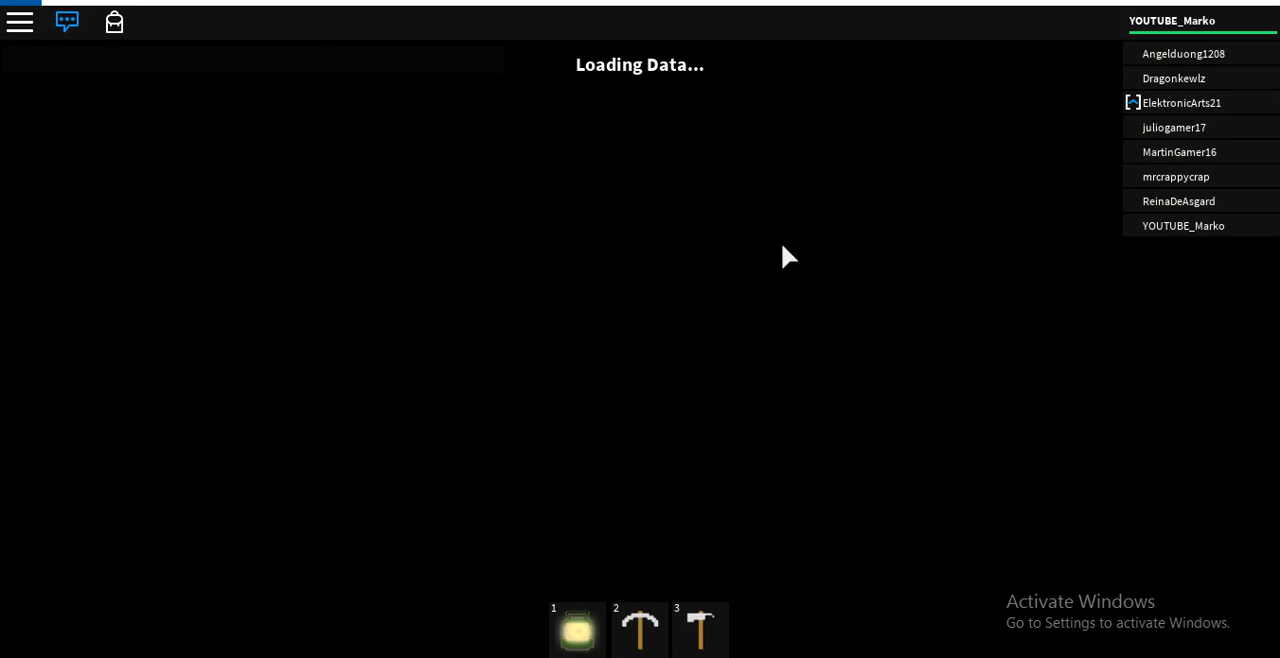 YOUTUBE_Marko
Loading Data...
Angelduong1208
Dragonkewlz
ElektronicArts21
juliogamer17
MartinGamer16
mrcrappycrap
ReinaDeAsgard
YOUTUBE_Marko
1
2
3
Activate Windows
Go to Settings to activate Windows.